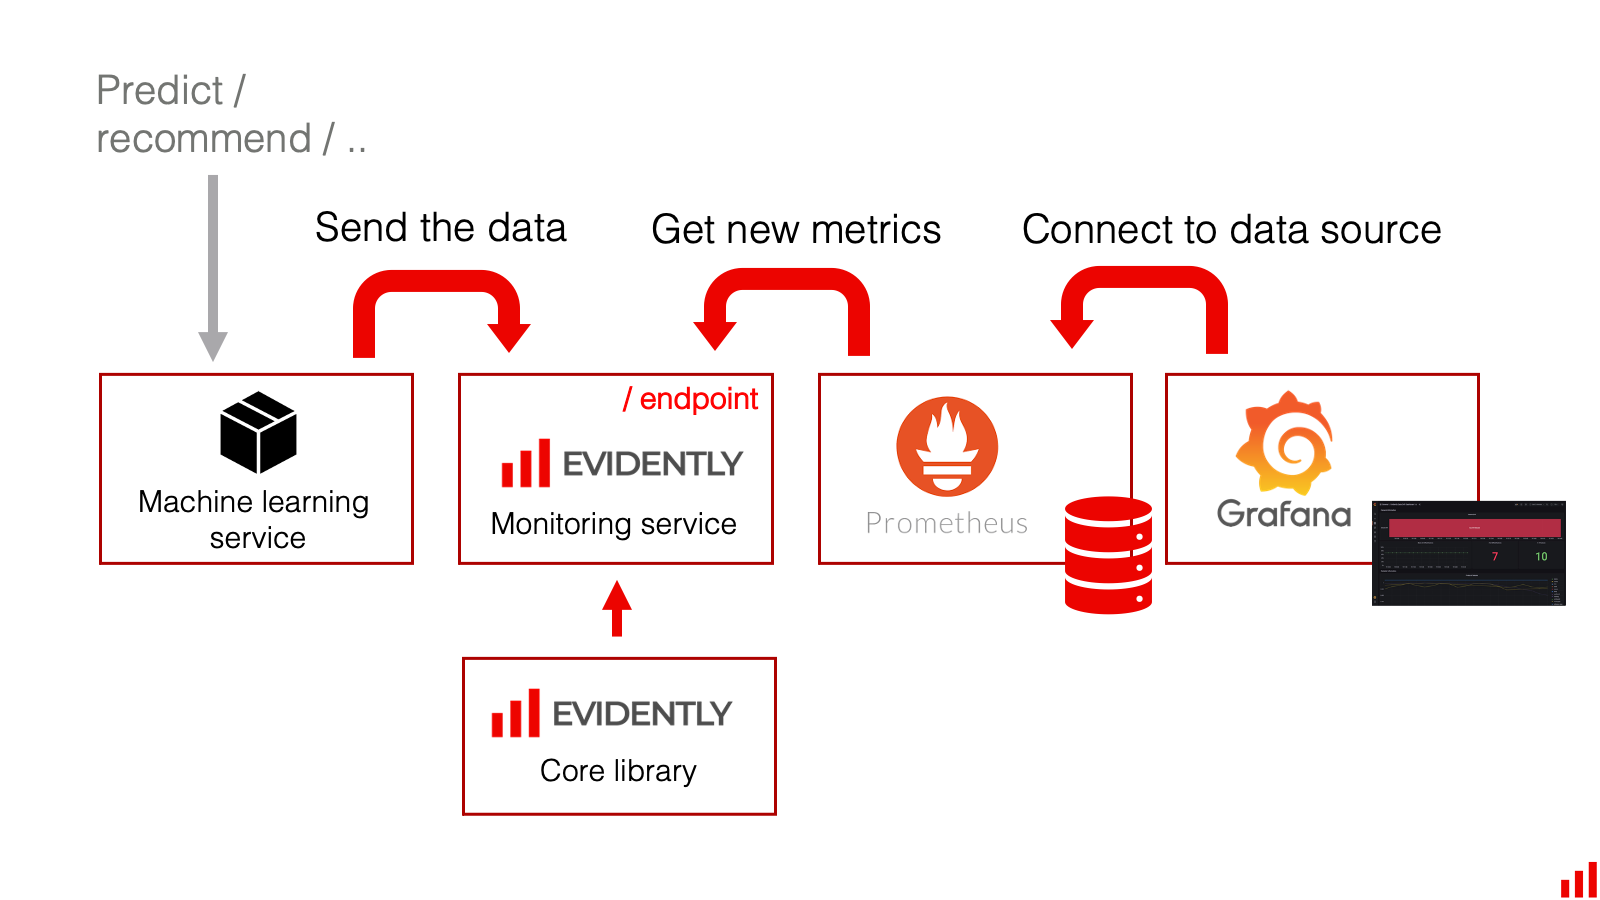 Predict /
recommend / ..
Send the data
Get new metrics
Connect to data source
/ endpoint
EVIDENTLY
Machine learning
service
Monitoring service
Prometheus
Grafana
7
10
EVIDENTLY
Core library